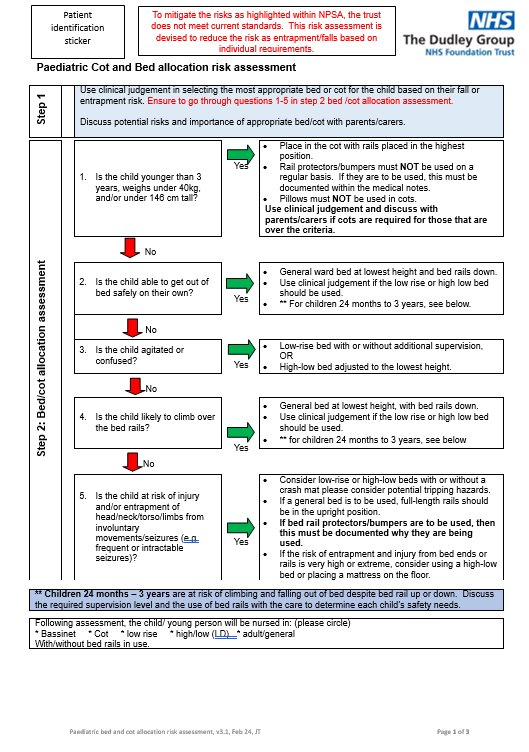 Patient
identification
sticker
To mitigate the risks as highlighted within NPSA, the trust
does not meet current standards. This risk assessment is
devised to reduce the risk as entrapment/falls based on
individual requirements.
NHS
The Dudley Group
NHS Foundation Trust
Paediatric Cot and Bed allocation risk assessment
Step 1
Use clinical judgement in selecting the most appropriate bed or cot for the child based on their fall or
entrapment risk. Ensure to go through questions 1-5 in step 2 bed /cot allocation assessment.
Discuss potential risks and importance of appropriate bed/cot with parents/carers.
Step 2: Bed/cot allocation assessment
1. Is the child younger than 3
years, weighs under 40kg,
and/or under 146 cm tall?
Yes
• Place in the cot with rails placed in the highest
position.
• Rail protectors/bumpers must NOT be used on a
regular basis. If they are to be used, this must be
documented within the medical notes.
• Pillows must NOT be used in cots.
Use clinical judgement and discuss with
parents/carers if cots are required for those that are
over the criteria.
No
2. Is the child able to get out of
bed safely on their own?
Yes
• General ward bed at lowest height and bed rails down.
• Use clinical judgement if the low rise or high low bed
should be used.
• ** For children 24 months to 3 years, see below.
No
3. Is the child agitated or
confused?
Yes
• Low-rise bed with or without additional supervision,
OR
• High-low bed adjusted to the lowest height.
No
4. Is the child likely to climb over
the bed rails?
Yes
• General bed at lowest height, with bed rails down.
• Use clinical judgement if the low rise or high low bed
should be used.
• ** for children 24 months to 3 years, see below
No
5. Is the child at risk of injury
and/or entrapment of
head/neck/torso/limbs from
involuntary
movements/seizures (e.g.
frequent or intractable
seizures)?
Yes
• Consider low-rise or high-low beds with or without a
crash mat please consider potential tripping hazards.
• If a general bed is to be used, full-length rails should
be in the upright position.
• If bed rail protectors/bumpers are to be used, then
this must be documented why they are being
used.
• If the risk of entrapment and injury from bed ends or
rails is very high or extreme, consider using a high-low
bed or placing a mattress on the floor.
** Children 24 months – 3 years are at risk of climbing and falling out of bed despite bed rail up or down. Discuss
the required supervision level and the use of bed rails with the care to determine each child's safety needs.
Following assessment, the child/ young person will be nursed in: (please circle)
* Bassinet * Cot * low rise * high/low (LD) * adult/general
With/without bed rails in use.
Paediatric bed and cot allocation risk assessment, v3.1, Feb 24, JT
Page 1 of 3